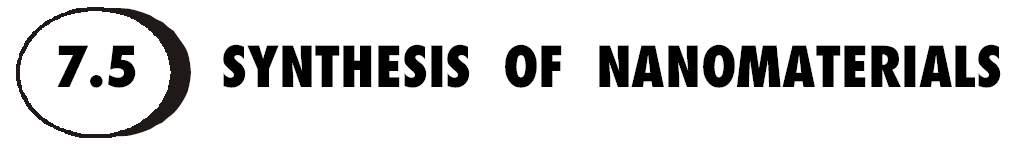 7.5 SYNTHESIS OF NANOMATERIALS